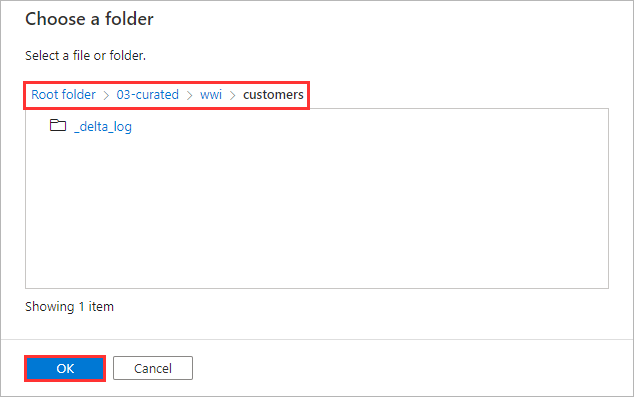 Choose a folder
Select a file or folder.
Root folder > 03-curated > wwi > customers
_delta_log
Showing 1 item
OK Cancel